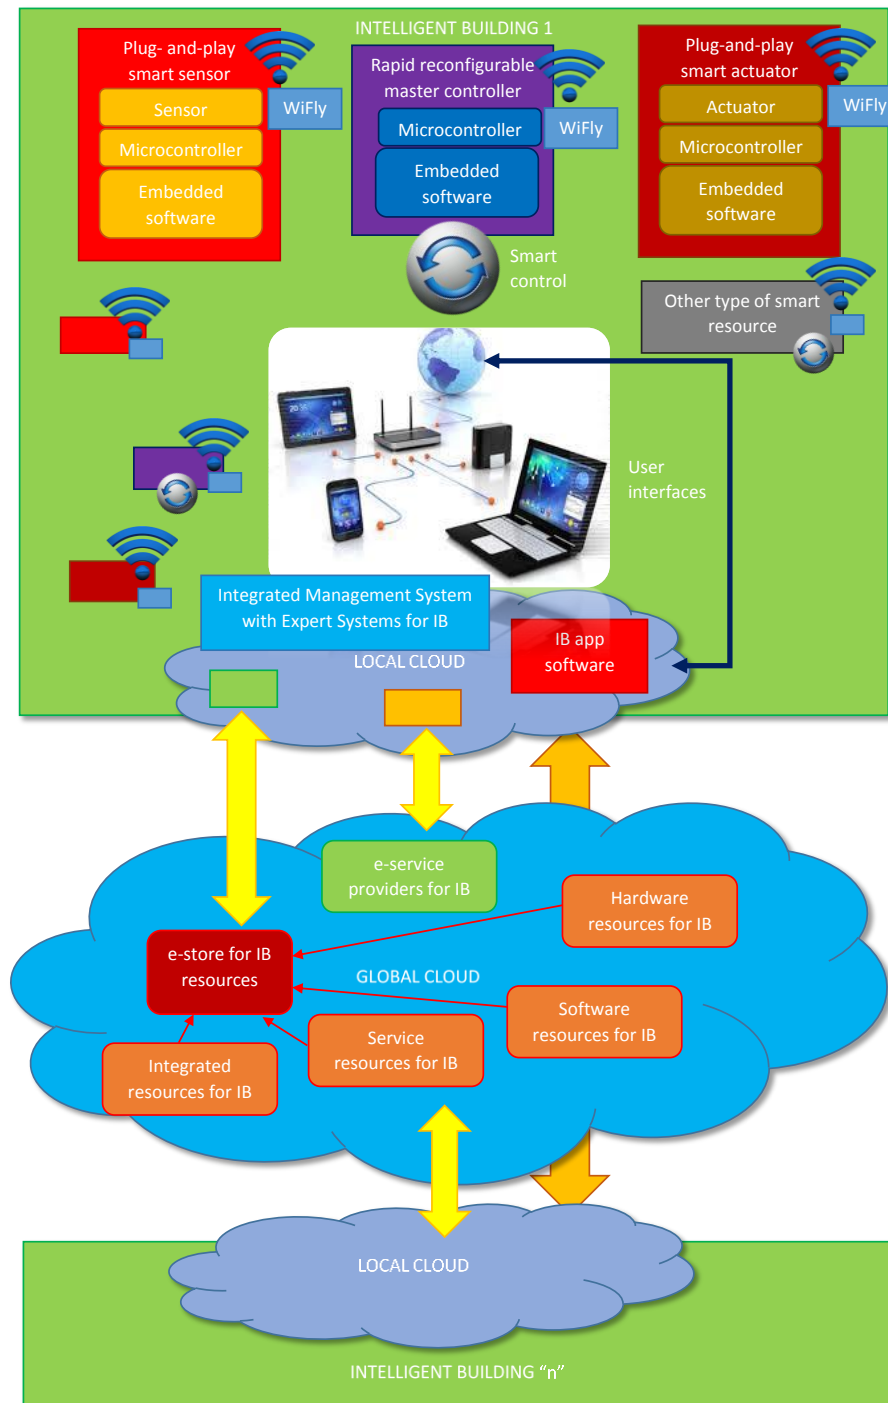 INTELLIGENT BUILDING 1
Plug- and-play
smart sensor
Sensor
Microcontroller
Embedded
software
WiFly
Rapid reconfigurable
master controller
Microcontroller
Embedded
software
WiFly
Plug-and-play
smart actuator
Actuator
Microcontroller
Embedded
software
WiFly
Smart
control
Other type of smart
resource
User
interfaces
Integrated Management System
with Expert Systems for IB
IB app
software
LOCAL CLOUD
e-service
providers for IB
Hardware
resources for IB
e-store for IB
resources
GLOBAL CLOUD
Software
resources for IB
Service
resources for IB
Integrated
resources for IB
LOCAL CLOUD
INTELLIGENT BUILDING “n”